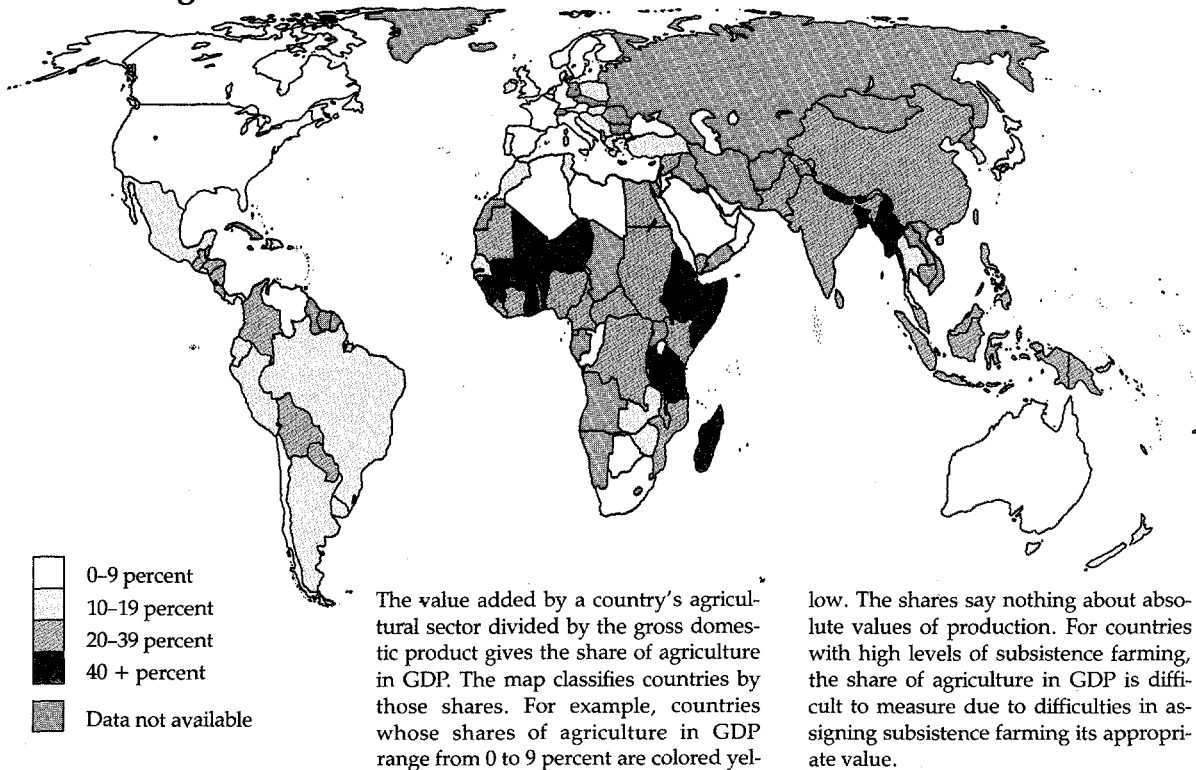 0–9 percent
10–19 percent
20–39 percent
40 + percent
Data not available
The value added by a country's agricul-
tural sector divided by the gross domes-
tic product gives the share of agriculture
in GDP. The map classifies countries by
those shares. For example, countries
whose shares of agriculture in GDP
range from 0 to 9 percent are colored yel-
low. The shares say nothing about abso-
lute values of production. For countries
with high levels of subsistence farming,
the share of agriculture in GDP is diffi-
cult to measure due to difficulties in as-
signing subsistence farming its appropri-
ate value.